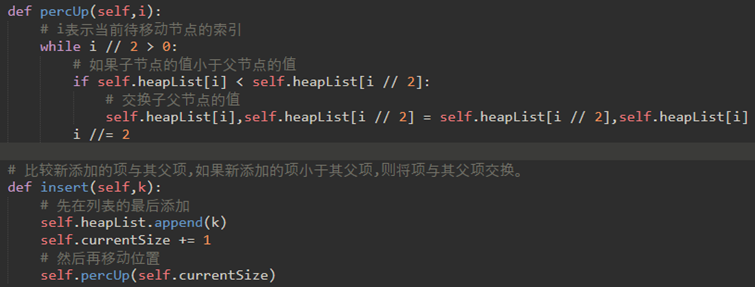 def percUp(self,i):
    # i表示当前待移动节点的索引
    while i // 2 > 0:
        # 如果子节点的值小于父节点的值
        if self.heapList[i] < self.heapList[i // 2]:
            # 交换子父节点的值
            self.heapList[i],self.heapList[i // 2] = self.heapList[i // 2],self.heapList[i]
        i //= 2
# 比较新添加的项与其父项,如果新添加的项小于其父项,则将项与其父项交换。
def insert(self,k):
    # 先在列表的最后添加
    self.heapList.append(k)
    self.currentSize += 1
    # 然后再移动位置
    self.percUp(self.currentSize)